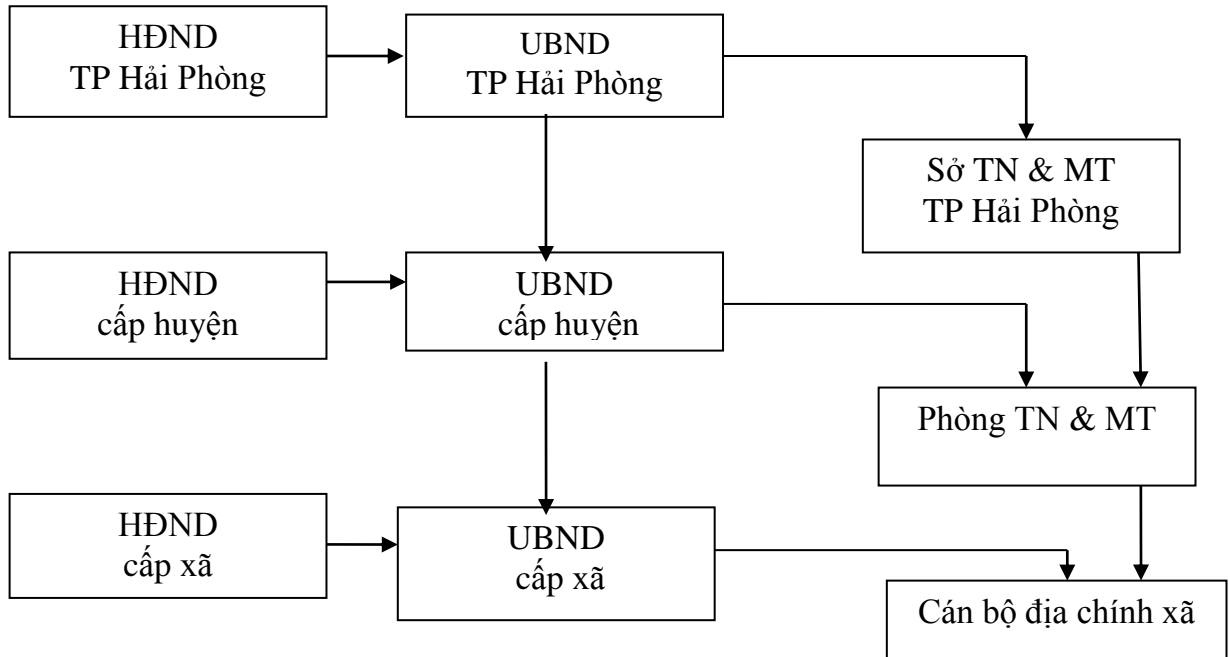 HĐND
TP Hải Phòng
UBND
TP Hải Phòng
Sở TN & MT
TP Hải Phòng
HĐND
cấp huyện
UBND
cấp huyện
Phòng TN & MT
HĐND
cấp xã
UBND
cấp xã
Cán bộ địa chính xã